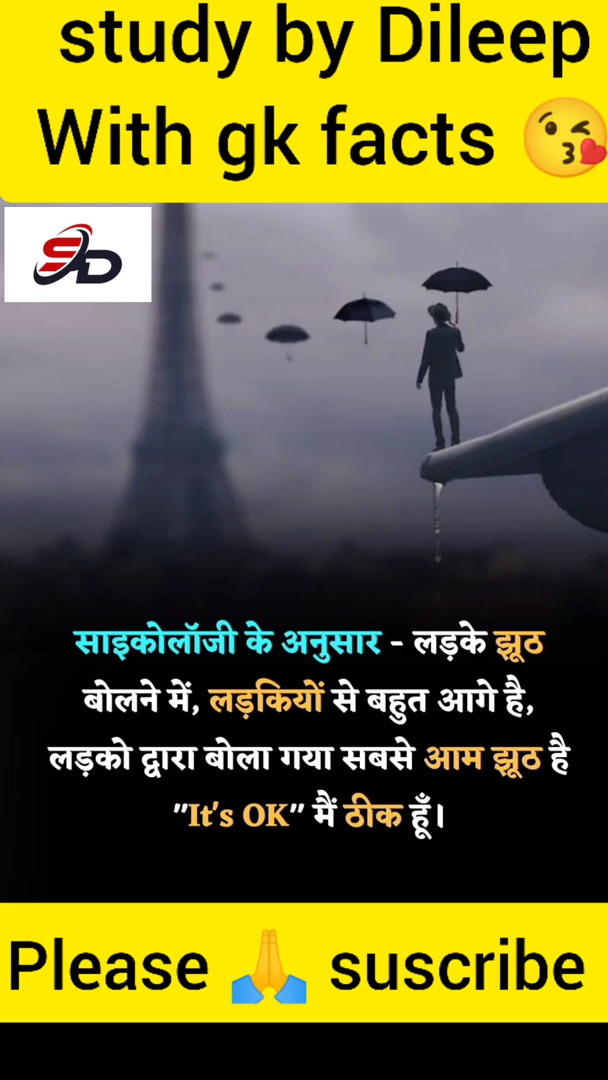 study by Dileep
With gk facts 😘
SD
साइकोलॉजी के अनुसार - लड़के झूठ
बोलने में, लड़कियों से बहुत आगे है,
लड़को द्वारा बोला गया सबसे आम झूठ है
"It's OK" मैं ठीक हूँ।
Please 🙏 suscribe